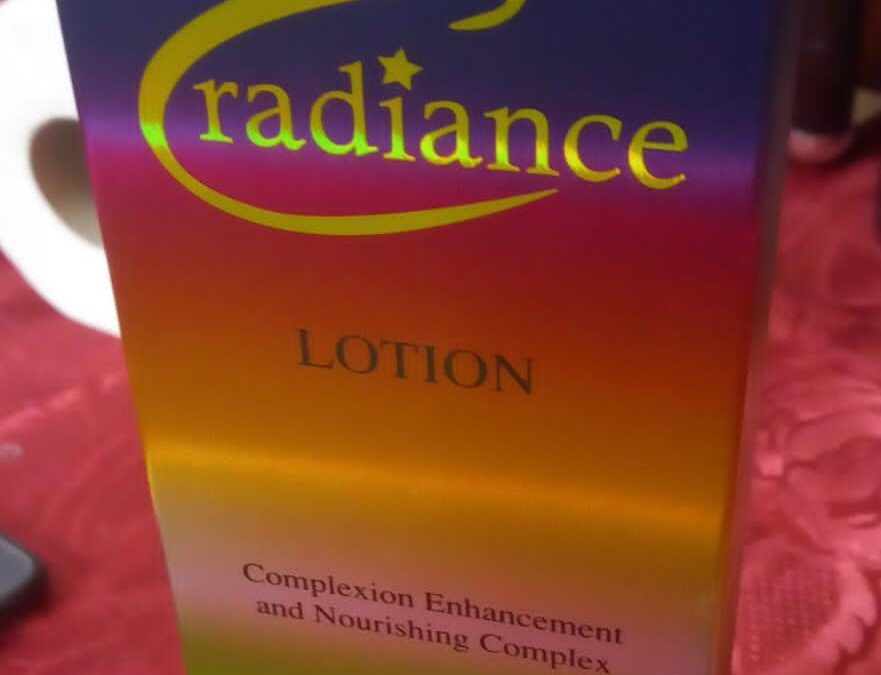 radiance
LOTION
Complexion Enhancement
and Nourishing Complex